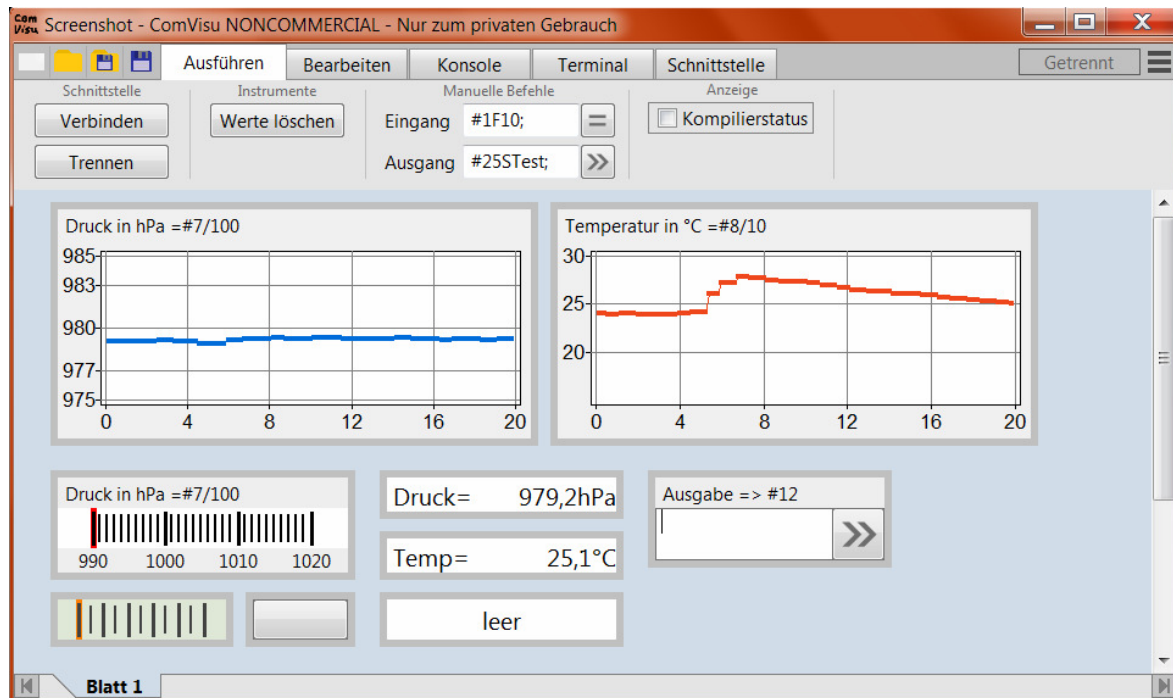 Com Visu Screenshot - ComVisu NONCOMMERCIAL - Nur zum privaten Gebrauch
Ausführen Bearbeiten Konsole Terminal Schnittstelle Getrennt
Schnittstelle Instrumente Manuelle Befehle Anzeige
Verbinden Werte löschen Eingang #1F10; = Kompilierstatus
Trennen Ausgang #25STest; >>
Druck in hPa =#7/100
985
983
980
977
975
0 4 8 12 16 20
Temperatur in °C =#8/10
30
25
20
0 4 8 12 16 20
Druck in hPa =#7/100
990 1000 1010 1020
Druck= 979,2hPa
Temp= 25,1°C
Ausgabe => #12
>>
leer
Blatt 1